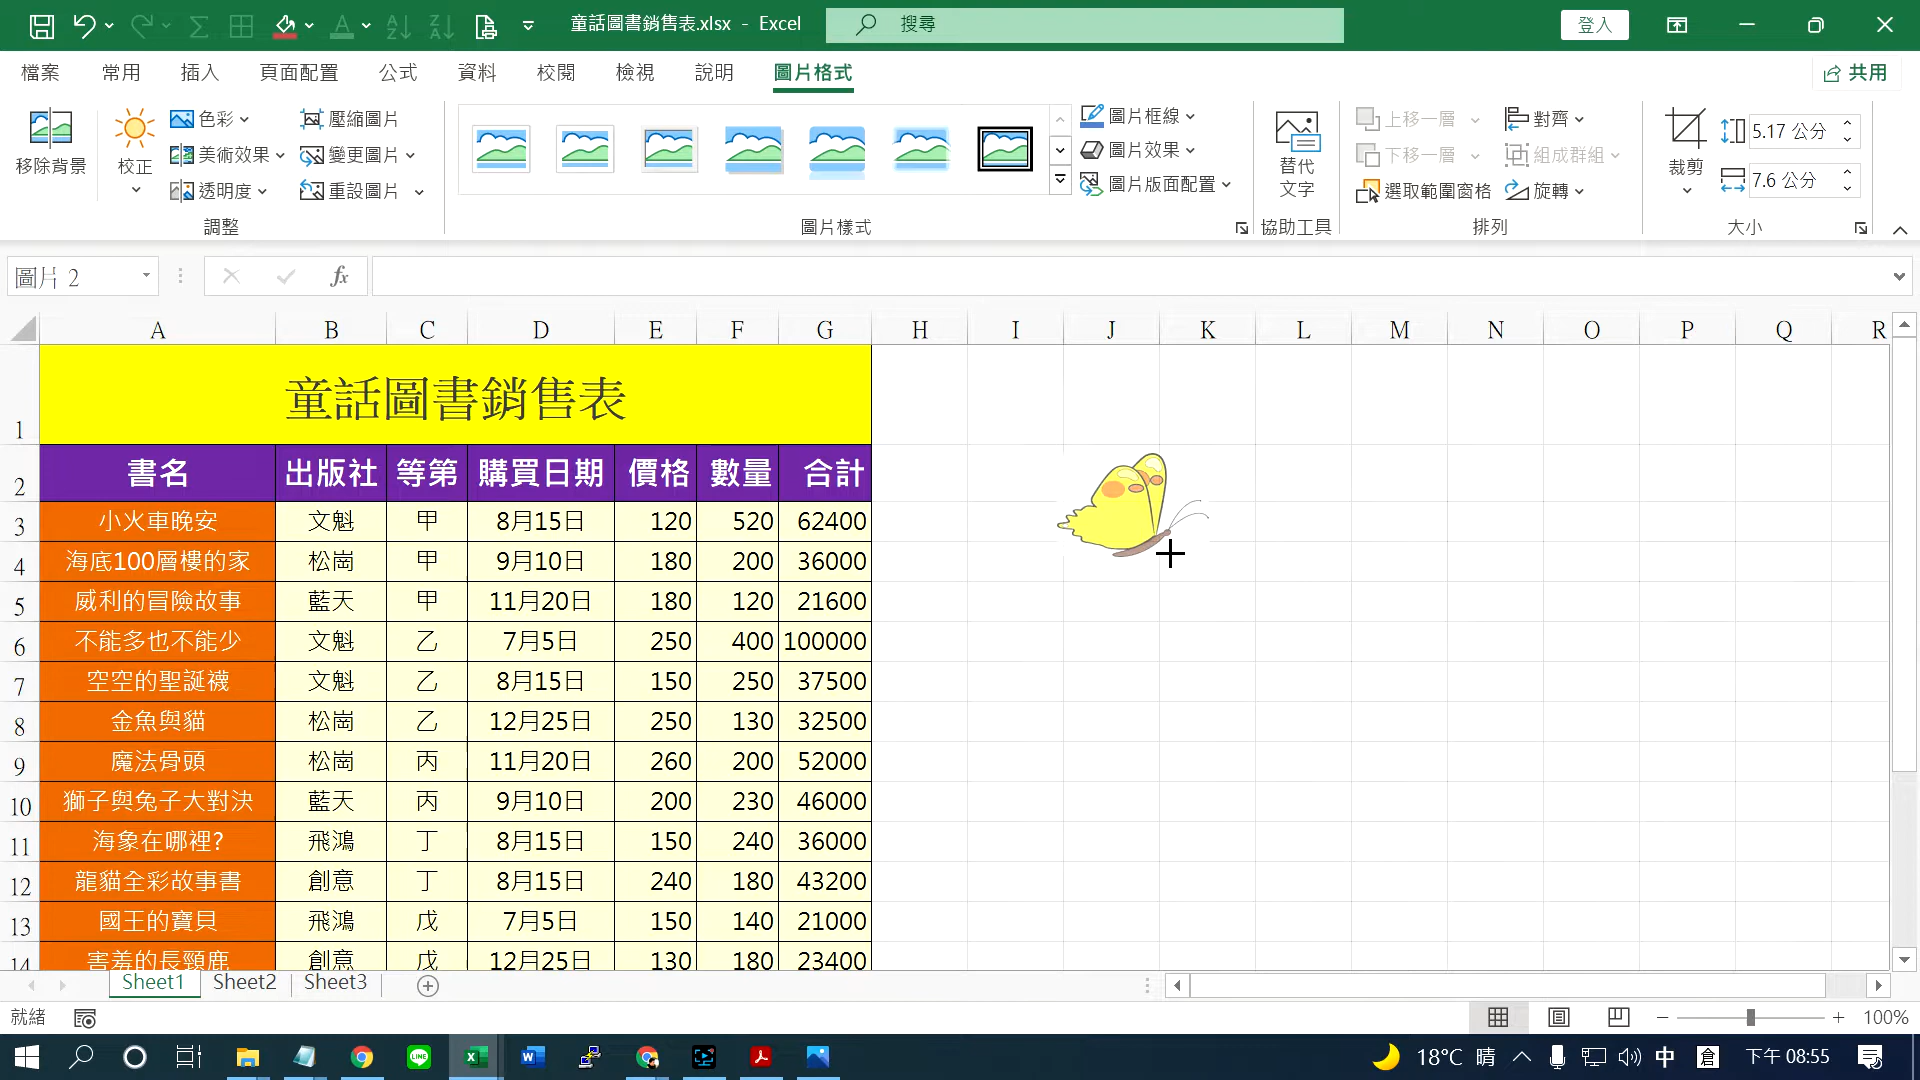 童話圖書銷售表.xlsx - Excel
搜尋
登入
檔案 常用 插入 頁面配置 公式 資料 校閱 檢視 說明 圖片格式 共用
移除背景
校正
色彩
美術效果
透明度
壓縮圖片
變更圖片
重設圖片
調整
圖片框線
圖片效果
圖片版面配置
圖片樣式
替代
文字
協助工具
上移一層
下移一層
選取範圍窗格
對齊
組成群組
旋轉
排列
裁剪
5.17 公分
7.6 公分
大小
圖片 2
fx
A B C D E F G H I J K L M N O P Q R
1 童話圖書銷售表
2 書名 出版社 等第 購買日期 價格 數量 合計
3 小火車晚安 文魁 甲 8月15日 120 520 62400
4 海底100層樓的家 松崗 甲 9月10日 180 200 36000
5 威利的冒險故事 藍天 甲 11月20日 180 120 21600
6 不能多也不能少 文魁 乙 7月5日 250 400 100000
7 空空的聖誕襪 文魁 乙 8月15日 150 250 37500
8 金魚與貓 松崗 乙 12月25日 250 130 32500
9 魔法骨頭 松崗 丙 11月20日 260 200 52000
10 獅子與兔子大對決 藍天 丙 9月10日 200 230 46000
11 海象在哪裡? 飛鴻 丁 8月15日 150 240 36000
12 龍貓全彩故事書 創意 丁 8月15日 240 180 43200
13 國王的寶貝 飛鴻 戊 7月5日 150 140 21000
14 害羞的長頸鹿 創意 戊 12月25日 130 180 23400
Sheet1 Sheet2 Sheet3
就緒
100%
18°C 晴 中 倉 下午 08:55